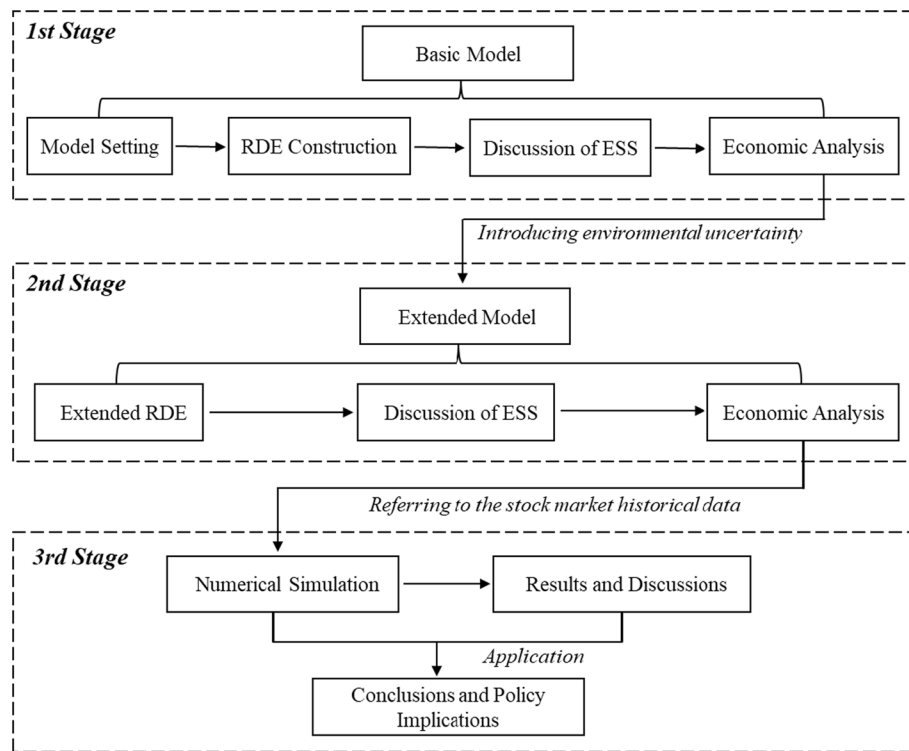 1st Stage
Basic Model
Model Setting
RDE Construction
Discussion of ESS
Economic Analysis
Introducing environmental uncertainty
2nd Stage
Extended Model
Extended RDE
Discussion of ESS
Economic Analysis
Referring to the stock market historical data
3rd Stage
Numerical Simulation
Results and Discussions
Application
Conclusions and Policy
Implications